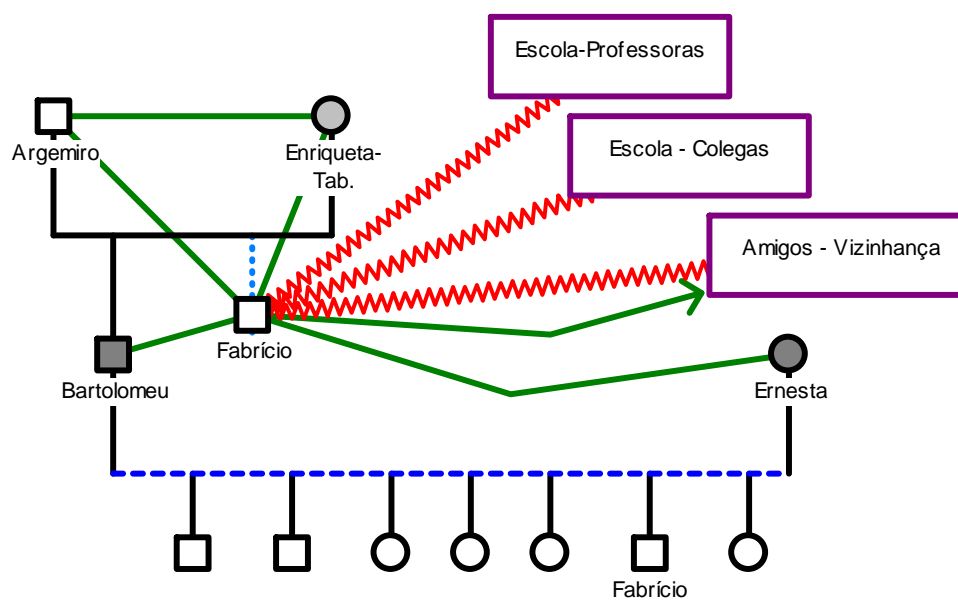 Escola-Professoras
Escola - Colegas
Argemiro
Enriqueta-
Tab.
Amigos - Vizinhança
Fabrício
Bartolomeu
Ernesta
Fabrício